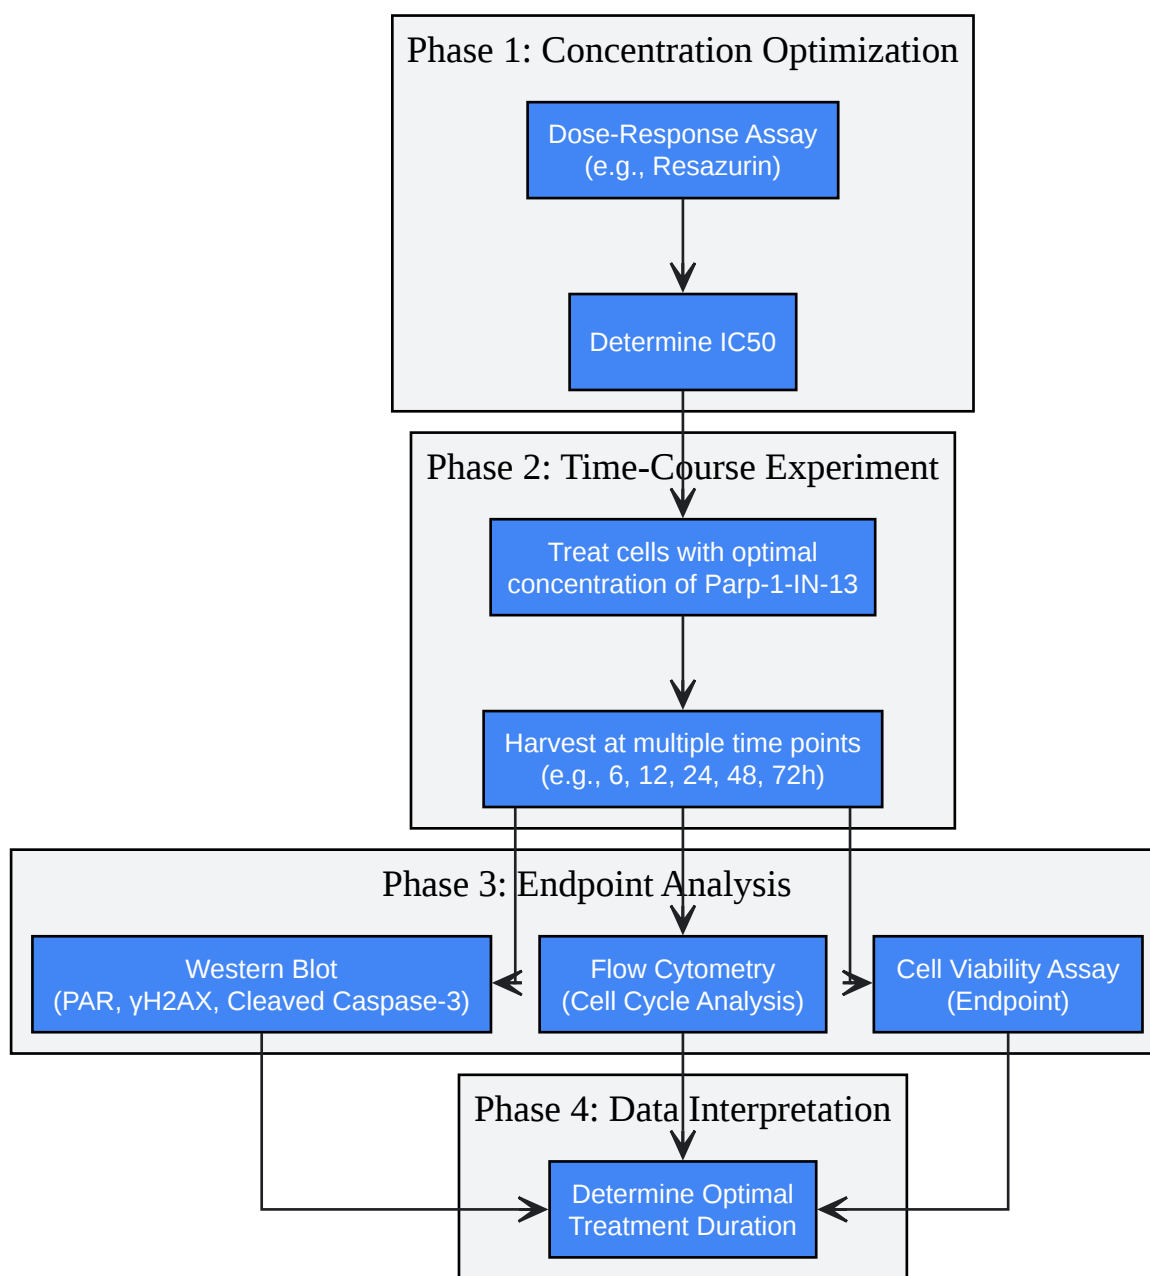 Phase 1: Concentration Optimization
Dose-Response Assay
(e.g., Resazurin)
Determine IC50
Phase 2: Time-Course Experiment
Treat cells with optimal
concentration of Parp-1-IN-13
Harvest at multiple time points
(e.g., 6, 12, 24, 48, 72h)
Phase 3: Endpoint Analysis
Western Blot
(PAR, γH2AX, Cleaved Caspase-3)
Flow Cytometry
(Cell Cycle Analysis)
Cell Viability Assay
(Endpoint)
Phase 4: Data Interpretation
Determine Optimal
Treatment Duration